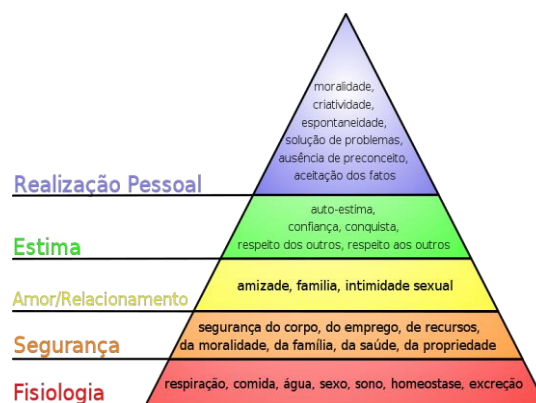 moralidade,
criatividade,
espontaneidade,
solução de problemas,
ausência de preconceito,
aceitação dos fatos
Realização Pessoal
auto-estima,
confiança, conquista,
respeito dos outros, respeito aos outros
Estima
amizade, família, intimidade sexual
Amor/Relacionamento
segurança do corpo, do emprego, de recursos,
da moralidade, da família, da saúde, da propriedade
Segurança
respiração, comida, água, sexo, sono, homeostase, excreção
Fisiologia